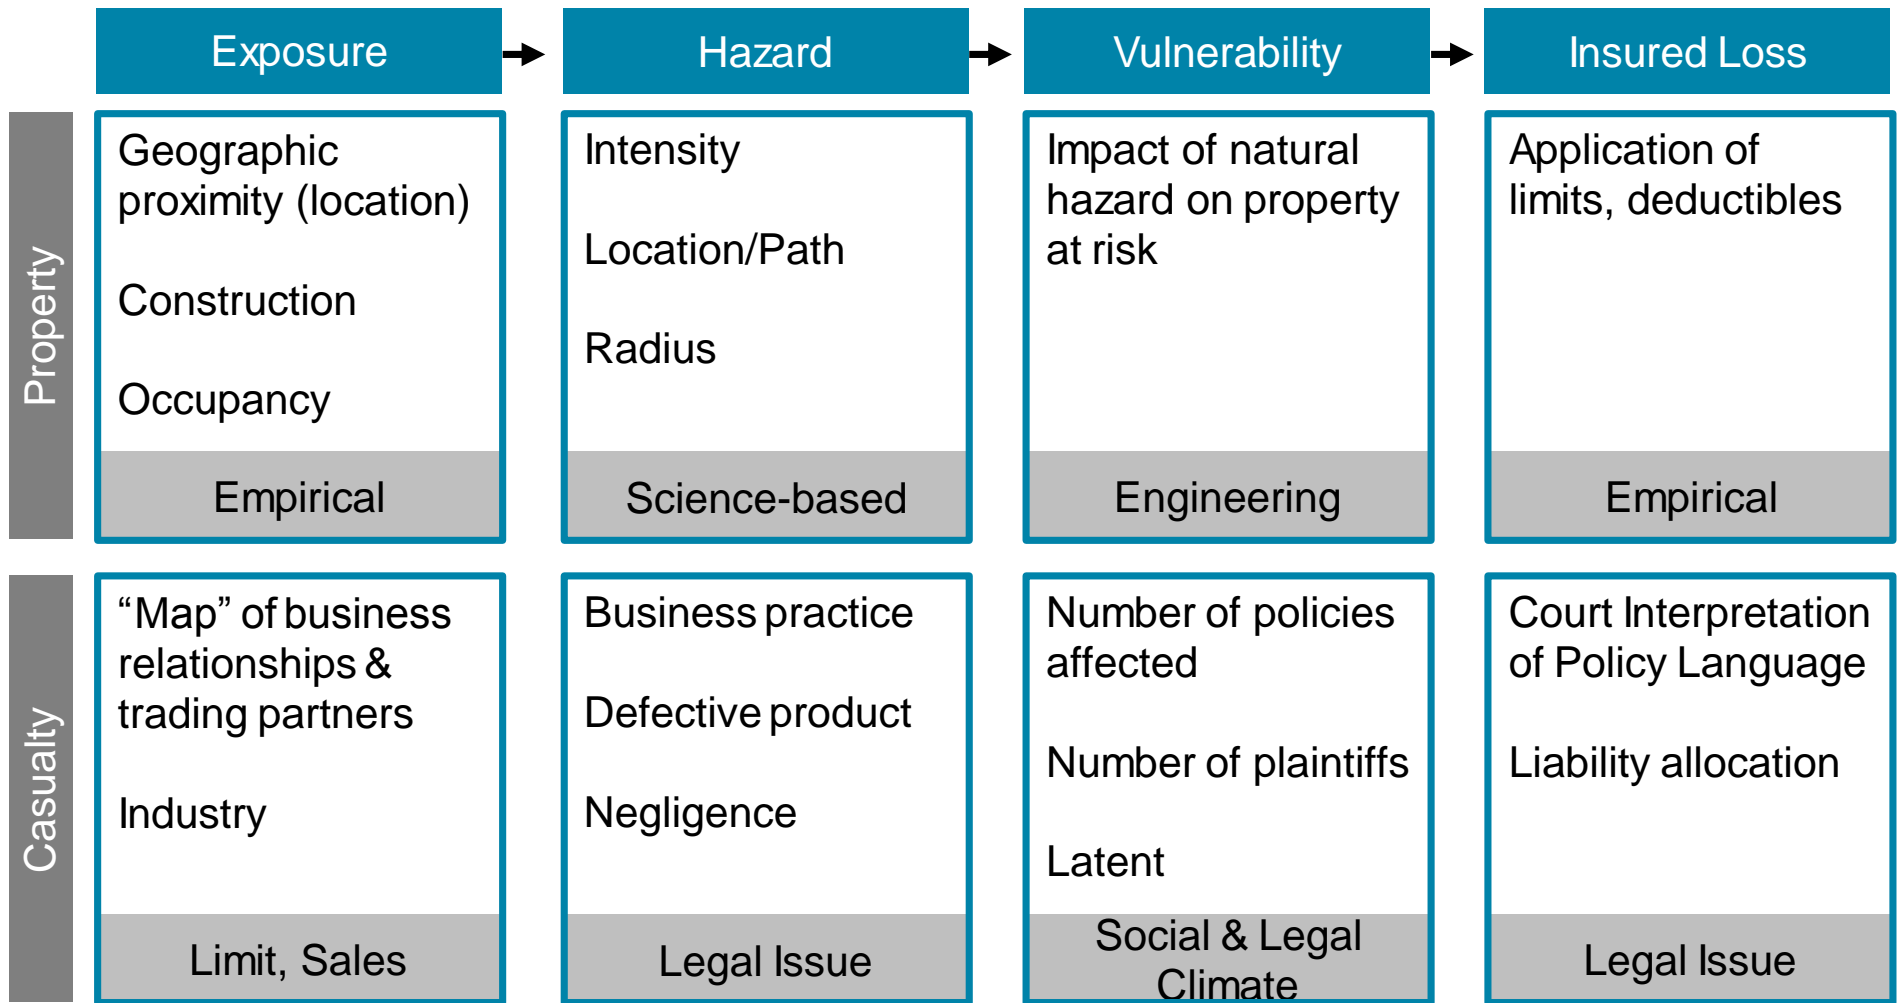 Exposure
Hazard
Vulnerability
Insured Loss
Property
Geographic
proximity (location)
Construction
Occupancy
Empirical
Intensity
Location/Path
Radius
Science-based
Impact of natural
hazard on property
at risk
Engineering
Application of
limits, deductibles
Empirical
Casualty
“Map” of business
relationships &
trading partners
Industry
Limit, Sales
Business practice
Defective product
Negligence
Legal Issue
Number of policies
affected
Number of plaintiffs
Latent
Social & Legal
Climate
Court Interpretation
of Policy Language
Liability allocation
Legal Issue